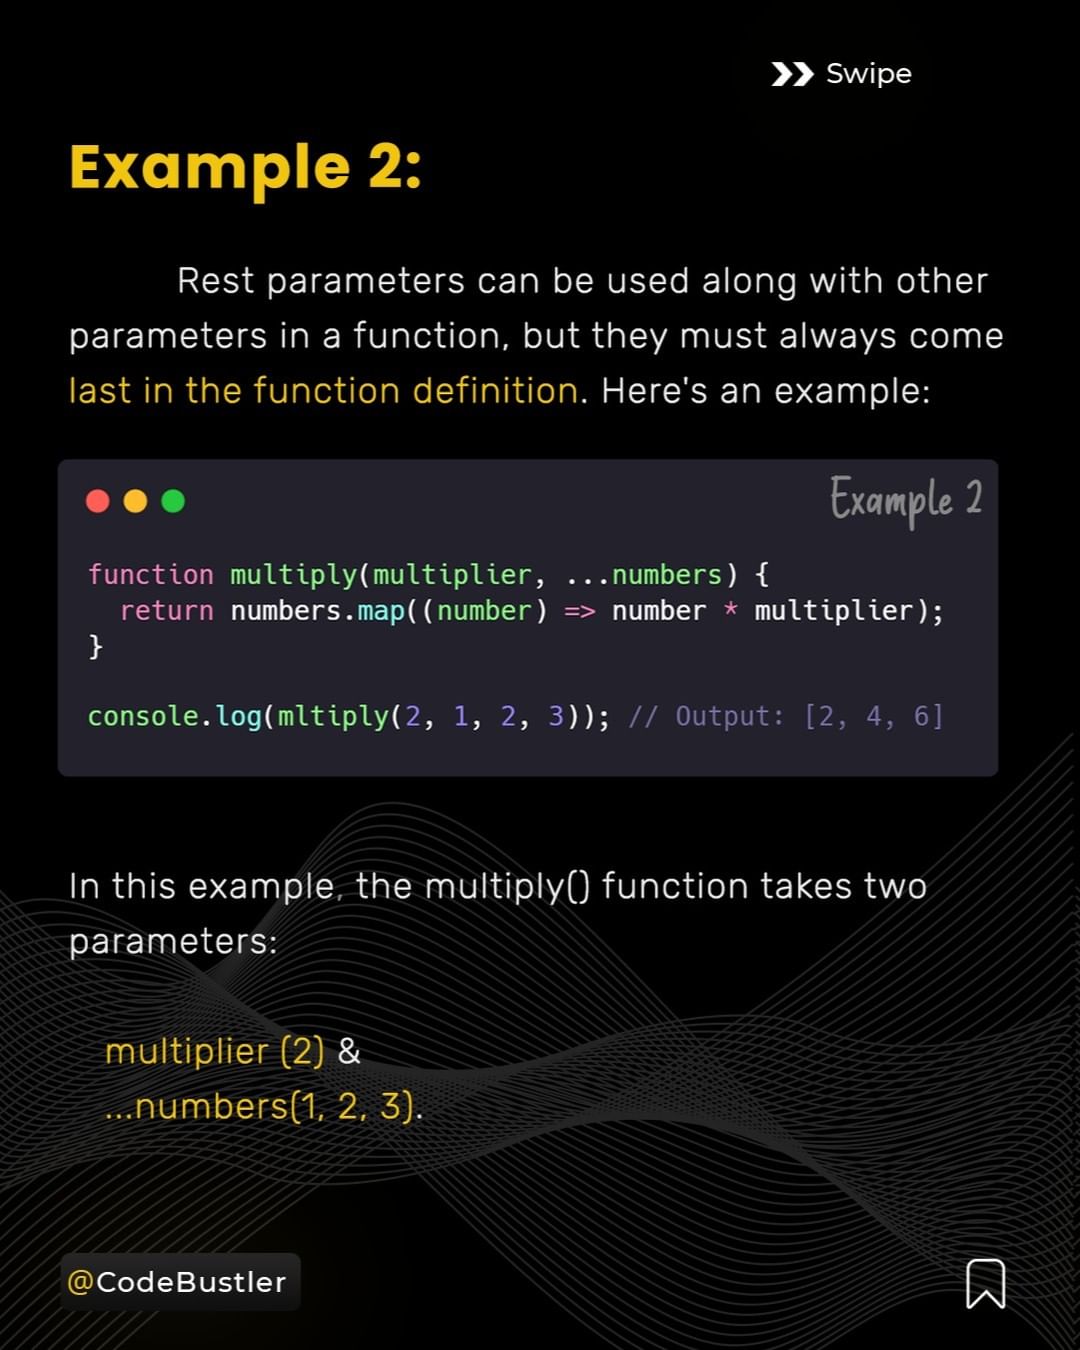 Swipe
Example 2:
Rest parameters can be used along with other
parameters in a function, but they must always come
last in the function definition. Here's an example:
Example 2
function multiply(multiplier, ...numbers) {
  return numbers.map((number) => number * multiplier);
}
console.log(mltiply(2, 1, 2, 3)); // Output: [2, 4, 6]
In this example, the multiply() function takes two
parameters:
multiplier (2) &
...numbers(1, 2, 3).
@CodeBustler